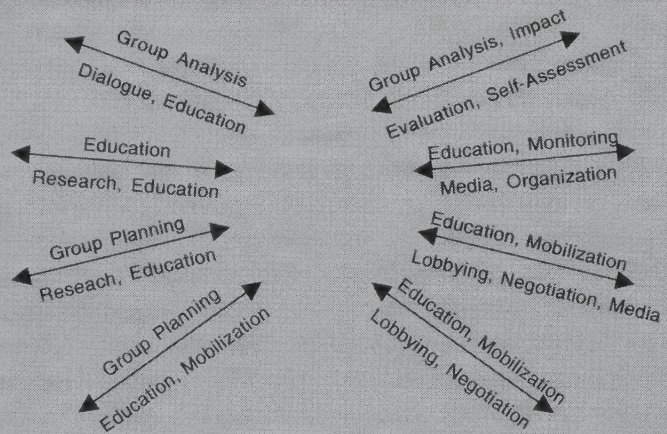 Group Analysis
Dialogue, Education
Group Analysis, Impact
Evaluation, Self-Assessment
Education
Research, Education
Education, Monitoring
Media, Organization
Group Planning
Reseach, Education
Education, Mobilization
Lobbying, Negotiation, Media
Group Planning
Education, Mobilization
Education, Mobilization
Lobbying, Negotiation